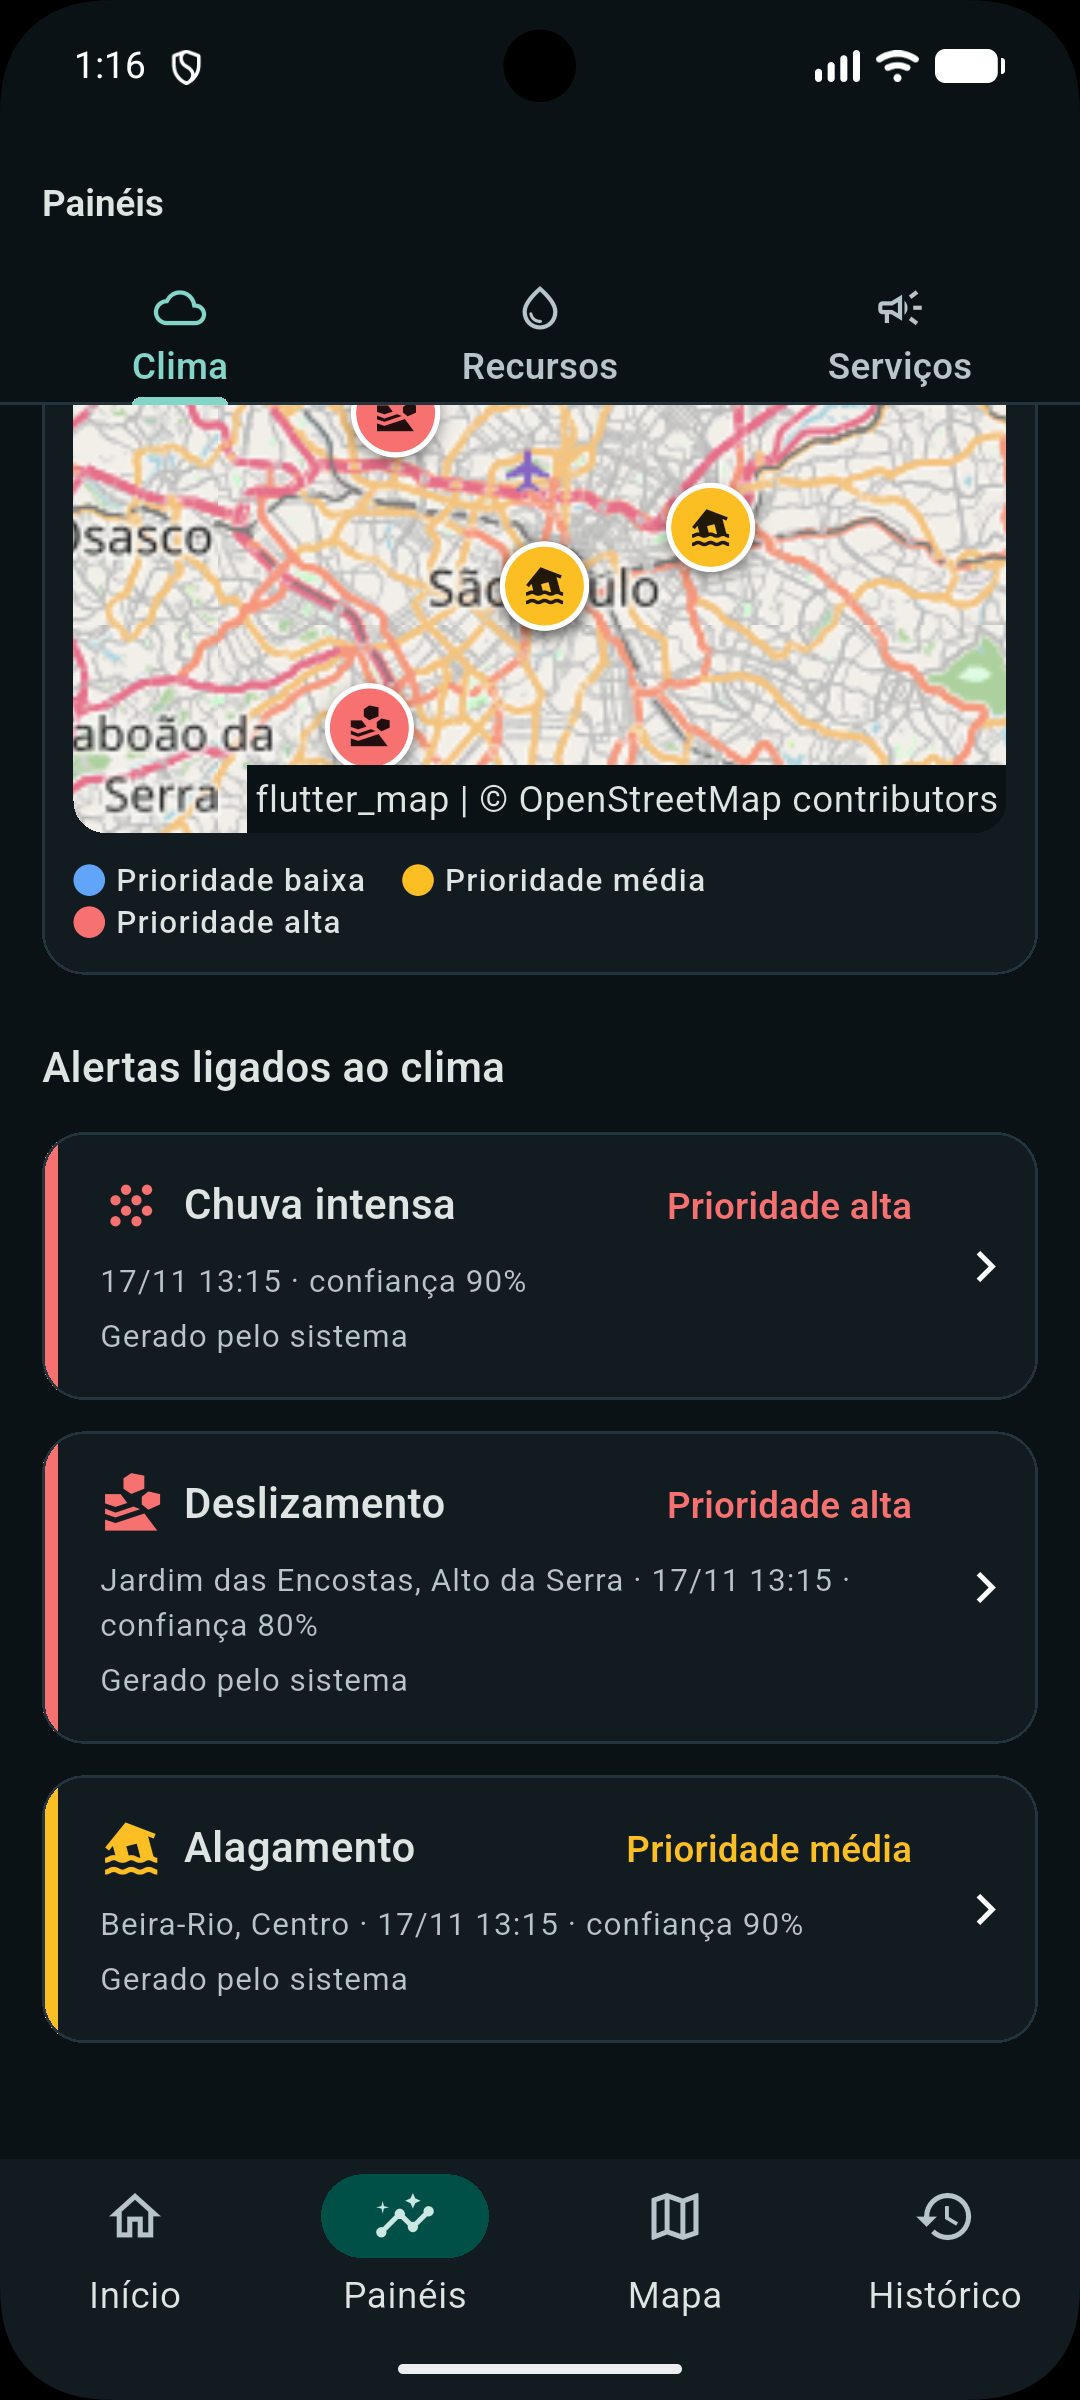 1:16
Painéis
Clima
Recursos
Serviços
Osasco
São Paulo
aboão da
Serra
flutter_map | © OpenStreetMap contributors
Prioridade baixa
Prioridade média
Prioridade alta
Alertas ligados ao clima
Chuva intensa
Prioridade alta
17/11 13:15 · confiança 90%
Gerado pelo sistema
Deslizamento
Prioridade alta
Jardim das Encostas, Alto da Serra · 17/11 13:15 ·
confiança 80%
Gerado pelo sistema
Alagamento
Prioridade média
Beira-Rio, Centro · 17/11 13:15 · confiança 90%
Gerado pelo sistema
Início
Painéis
Mapa
Histórico